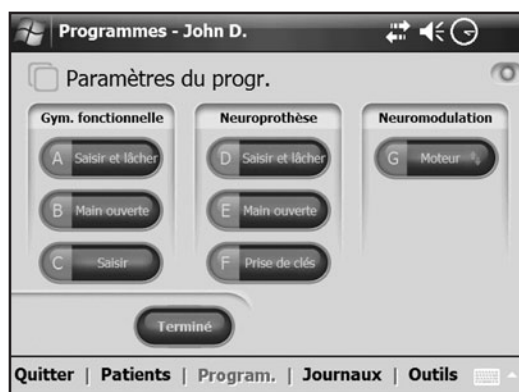 Programmes - John D.
Paramètres du progr.
Gym. fonctionnelle
A Saisir et lâcher
B Main ouverte
C Saisir
Neuroprothèse
D Saisir et lâcher
E Main ouverte
F Prise de clés
Neuromodulation
G Moteur
Terminé
Quitter | Patients | Program. | Journaux | Outils